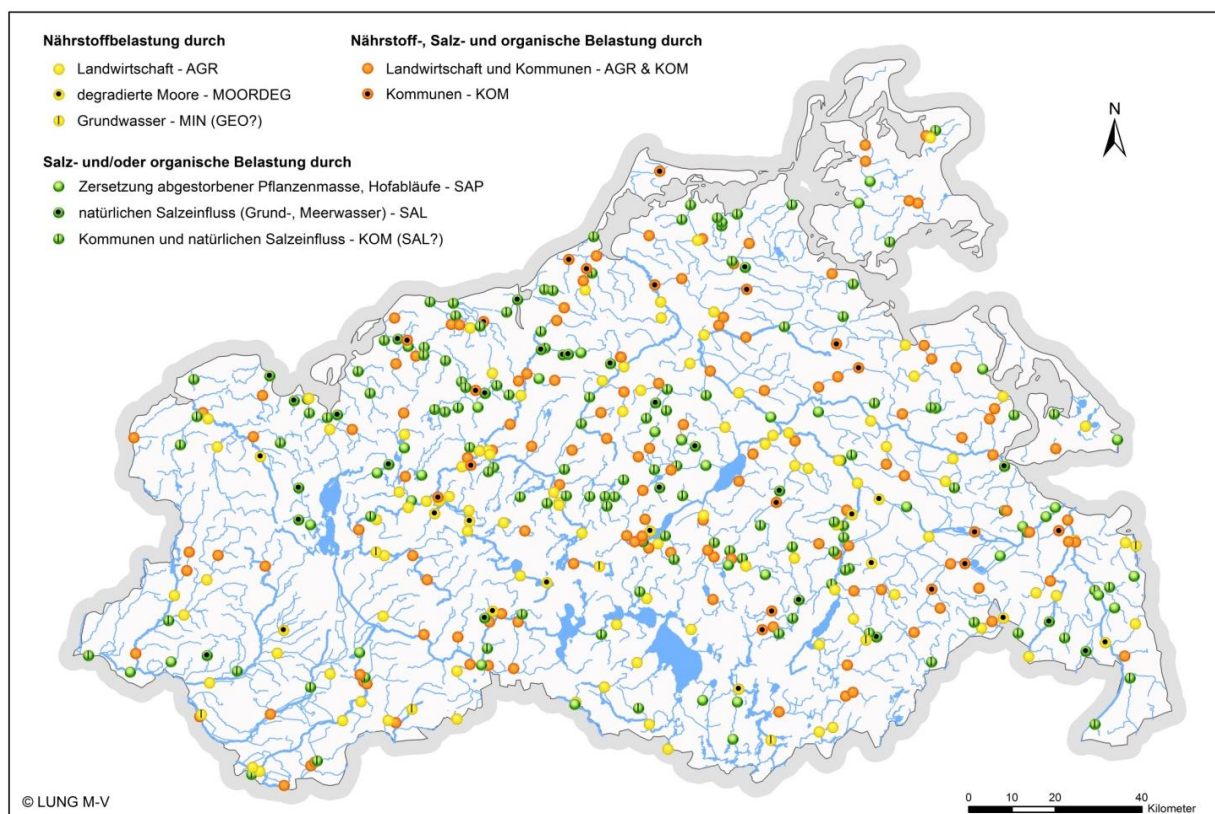 Nährstoffbelastung durch
Landwirtschaft - AGR
degradierte Moore - MOORDEG
Grundwasser - MIN (GEO?)
Nährstoff-, Salz- und organische Belastung durch
Landwirtschaft und Kommunen - AGR & KOM
Kommunen - KOM
Salz- und/oder organische Belastung durch
Zersetzung abgestorbener Pflanzenmasse, Hofabläufe - SAP
natürlichen Salzeinfluss (Grund-, Meerwasser) - SAL
Kommunen und natürlichen Salzeinfluss - KOM (SAL?)
N
© LUNG M-V
0 10 20 40
Kilometer